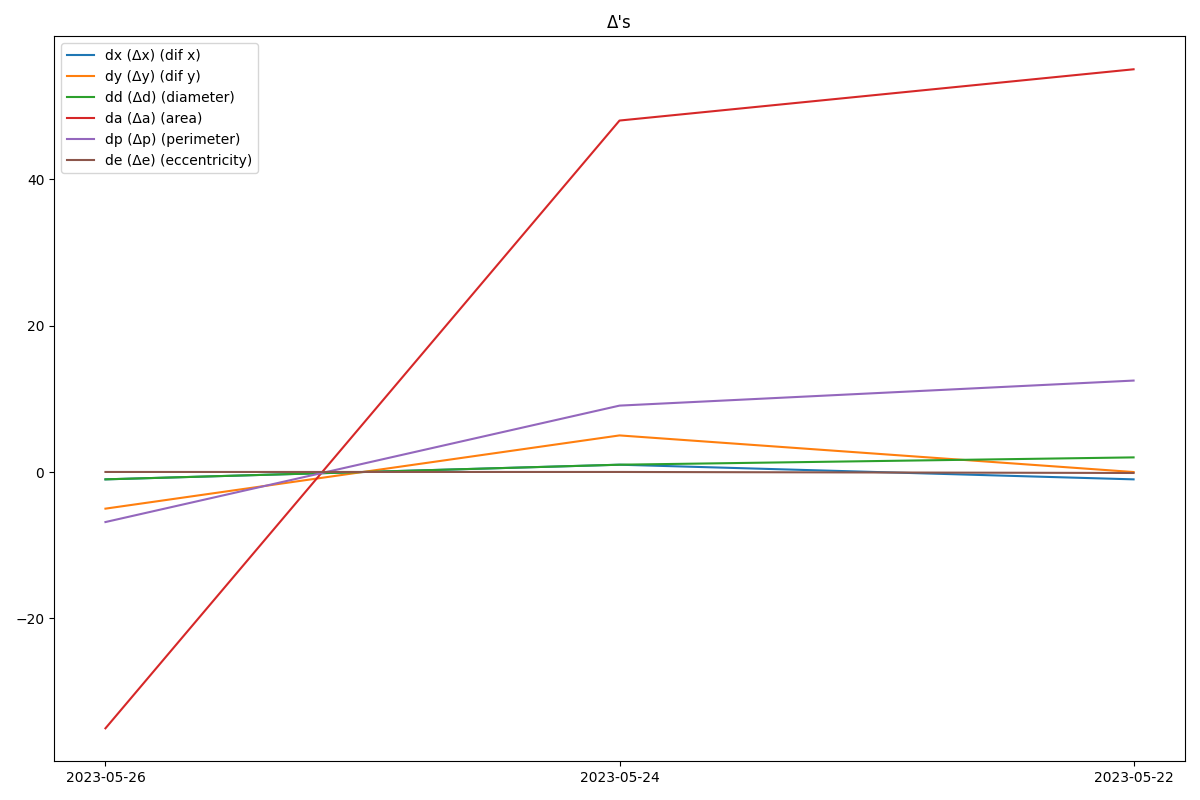 Δ's
dx (Δx) (dif x)
dy (Δy) (dif y)
dd (Δd) (diameter)
da (Δa) (area)
dp (Δp) (perimeter)
de (Δe) (eccentricity)
40
20
0
−20
2023-05-26
2023-05-24
2023-05-22